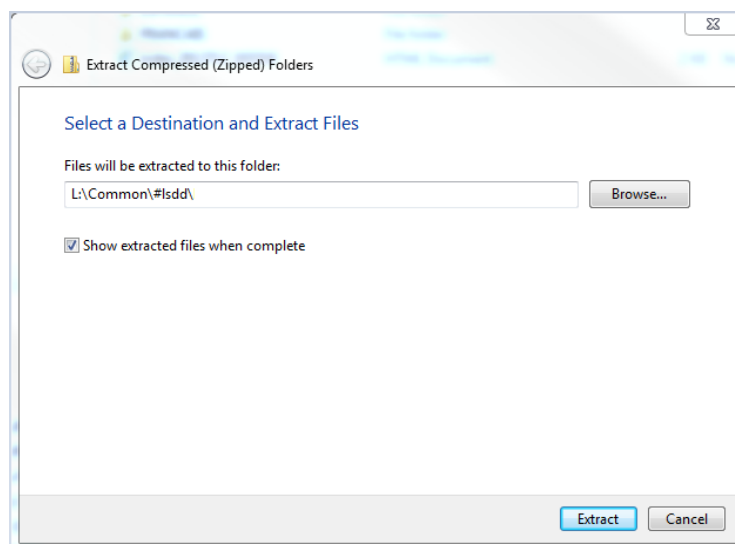 Extract Compressed (Zipped) Folders
Select a Destination and Extract Files
Files will be extracted to this folder:
L:\Common\#lsdd\
Browse...
Show extracted files when complete
Extract
Cancel